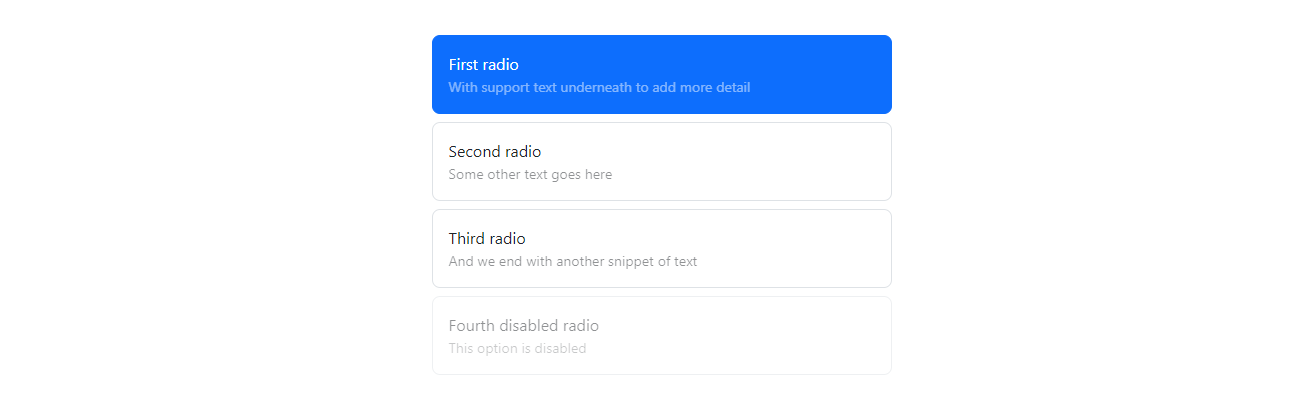 First radio
With support text underneath to add more detail
Second radio
Some other text goes here
Third radio
And we end with another snippet of text
Fourth disabled radio
This option is disabled